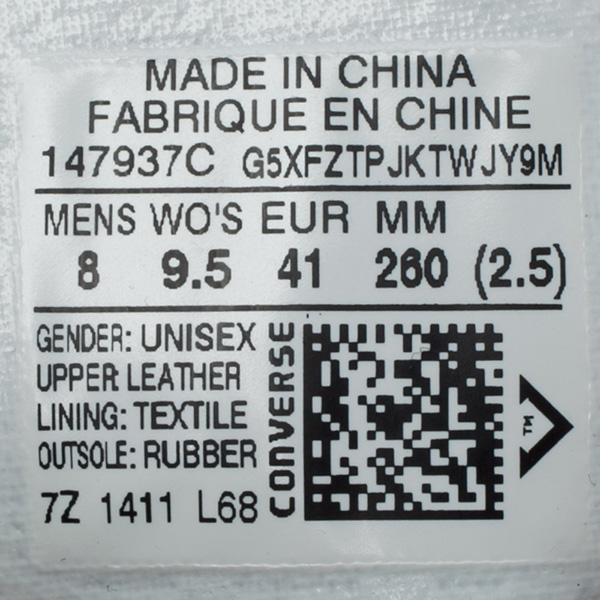 MADE IN CHINA
FABRIQUE EN CHINE
147937C G5XFZTPJKTWJY9M
MENS WO'S EUR MM
8 9.5 41 260 (2.5)
GENDER: UNISEX
UPPER: LEATHER
LINING: TEXTILE
OUTSOLE: RUBBER
7Z 1411 L68
CONVERSE
TM